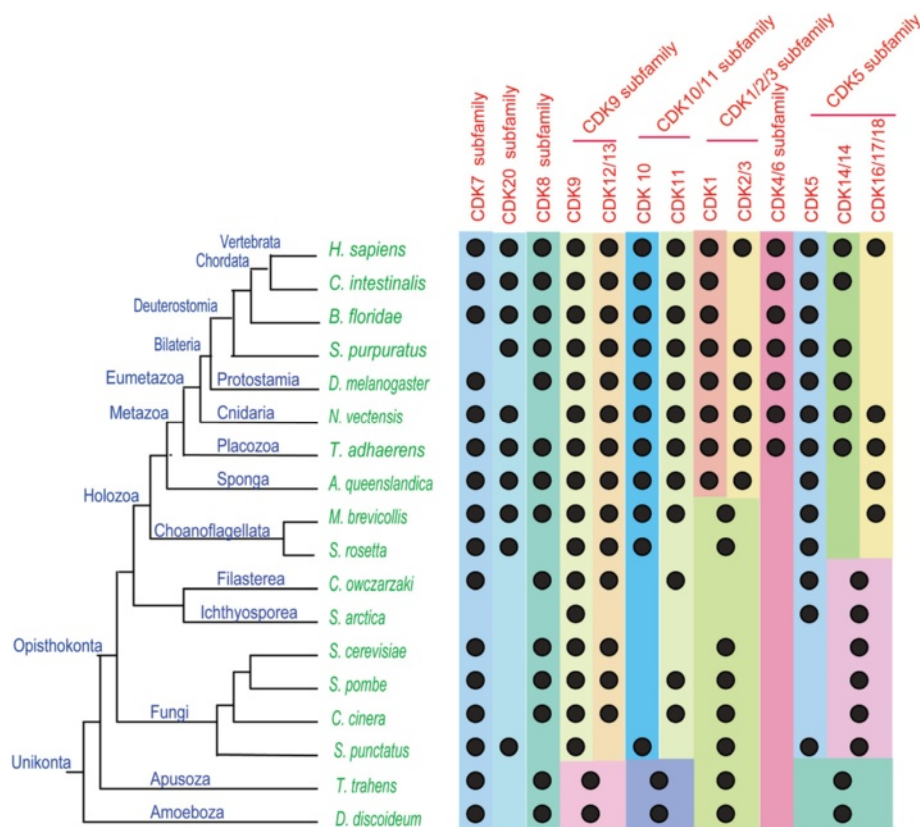 CDK9 subfamily
CDK10/11 subfamily
CDK1/2/3 subfamily
CDK5 subfamily
CDK7 subfamily
CDK20 subfamily
CDK8 subfamily
CDK9
CDK12/13
CDK 10
CDK11
CDK1
CDK2/3
CDK4/6 subfamily
CDK5
CDK14/14
CDK16/17/18
Vertebrata
H. sapiens
Chordata
C. intestinalis
Deuterostomia
B. floridae
Bilateria
S. purpuratus
Eumetazoa
Protostamia
D. melanogaster
Metazoa
Cnidaria
N. vectensis
Placozoa
T. adhaerens
Holozoa
Sponga
A. queenslandica
M. brevicollis
Choanoflagellata
S. rosetta
Filasterea
C. owczarzaki
Ichthyosporea
S. arctica
Opisthokonta
S. cerevisiae
S. pombe
Fungi
C. cinera
S. punctatus
Unikonta
Apusoza
T. trahens
Amoeboza
D. discoideum